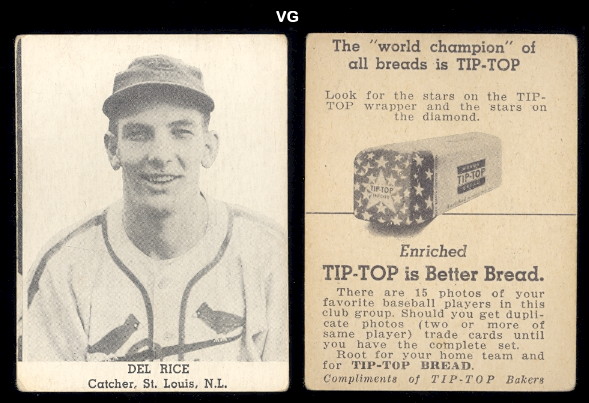 VG
DEL RICE
Catcher, St. Louis, N.L.
The "world champion" of
all breads is TIP-TOP
Look for the stars on the TIP-
TOP wrapper and the stars on
the diamond.
TIP-TOP
TIP-TOP
Enriched
TIP-TOP is Better Bread.
There are 15 photos of your
favorite baseball players in this
club group. Should you get dupli-
cate photos (two or more of
same player) trade cards until
you have the complete set.
Root for your home team and
for TIP-TOP BREAD.
Compliments of TIP-TOP Bakers